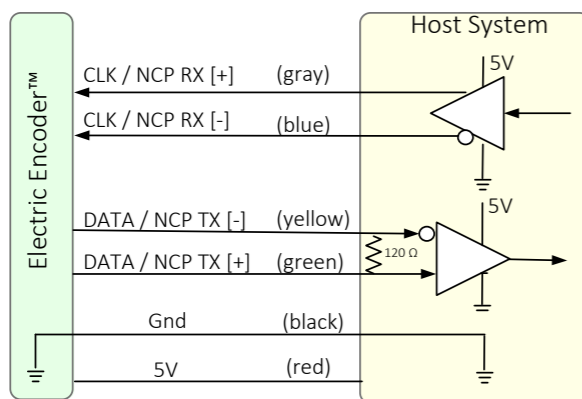 Host System
5V
CLK / NCP RX [+] (gray)
CLK / NCP RX [-] (blue)
Electric Encoder™
5V
DATA / NCP TX [-] (yellow)
120 Ω
DATA / NCP TX [+] (green)
Gnd (black)
5V (red)